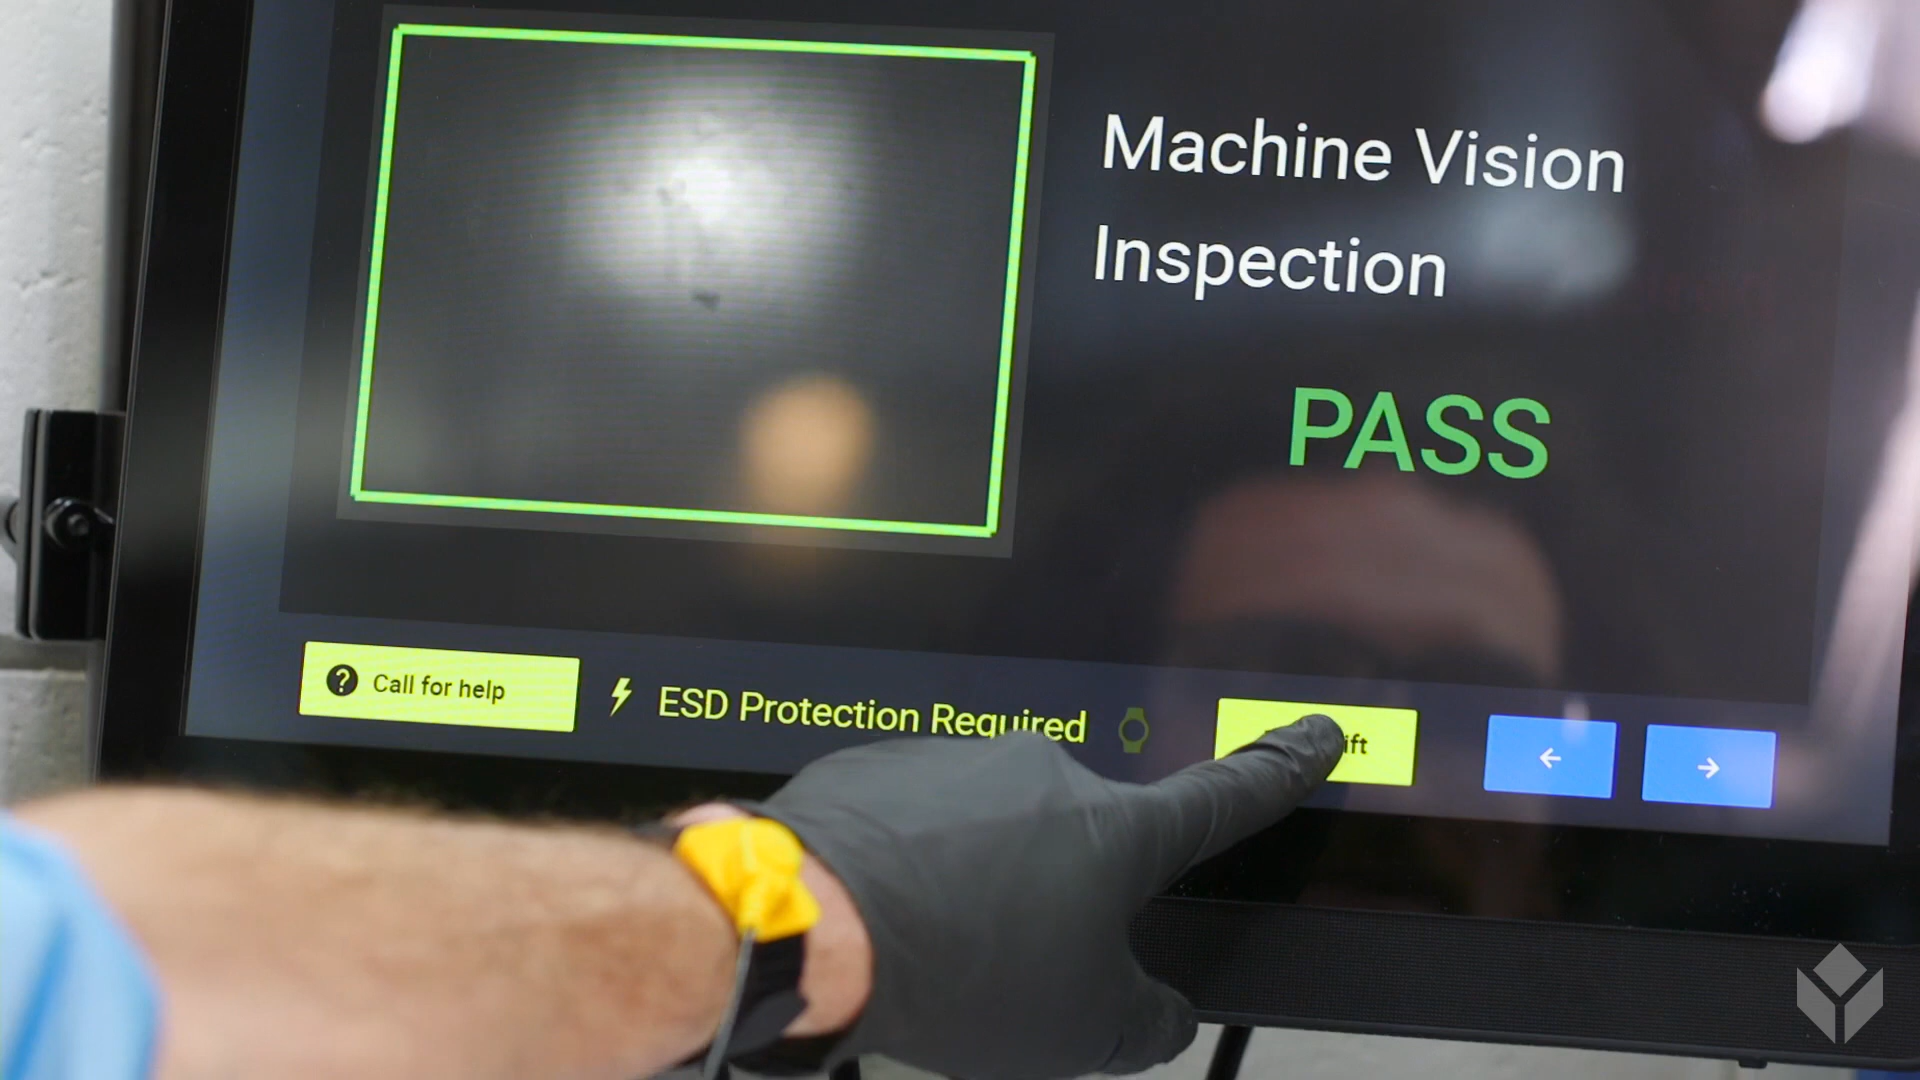 Machine Vision
Inspection
PASS
? Call for help
ESD Protection Required
← →